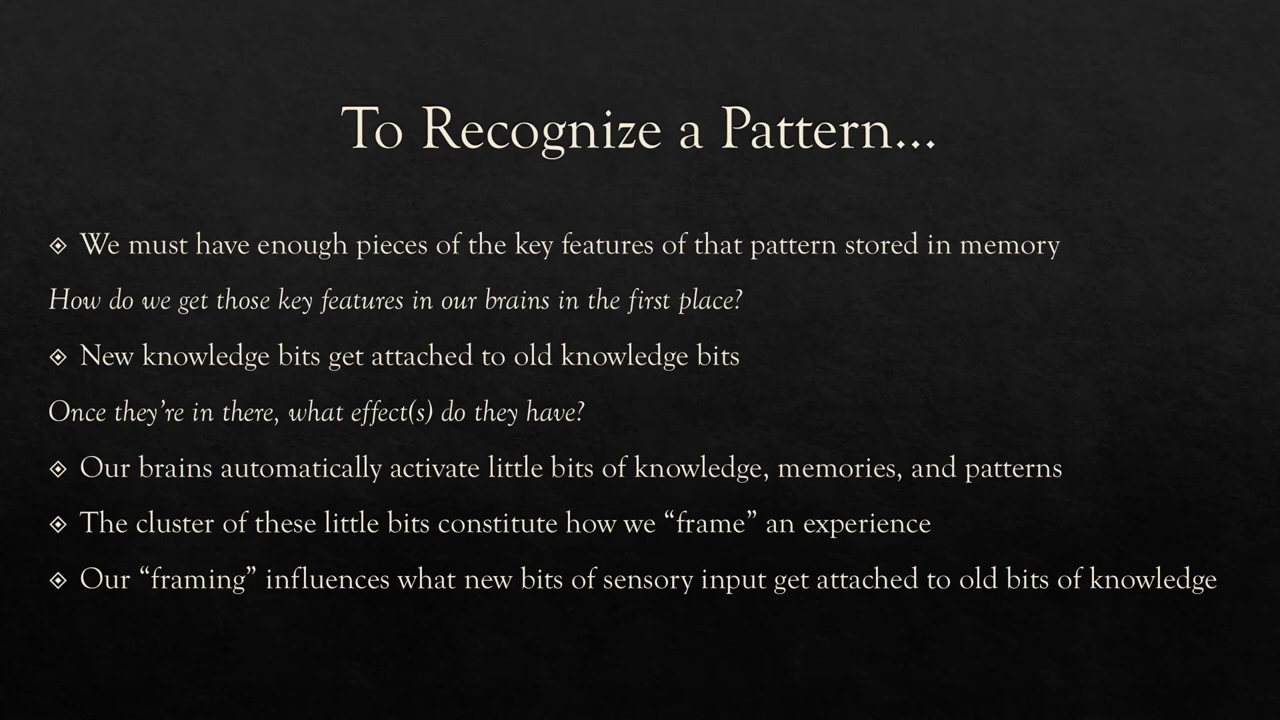 To Recognize a Pattern...
We must have enough pieces of the key features of that pattern stored in memory
How do we get those key features in our brains in the first place?
New knowledge bits get attached to old knowledge bits
Once they’re in there, what effect(s) do they have?
Our brains automatically activate little bits of knowledge, memories, and patterns
The cluster of these little bits constitute how we “frame” an experience
Our “framing” influences what new bits of sensory input get attached to old bits of knowledge